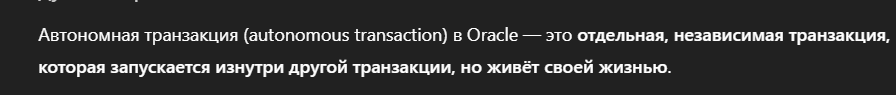 Автономная транзакция (autonomous transaction) в Oracle — это отдельная, независимая транзакция,
которая запускается изнутри другой транзакции, но живёт своей жизнью.